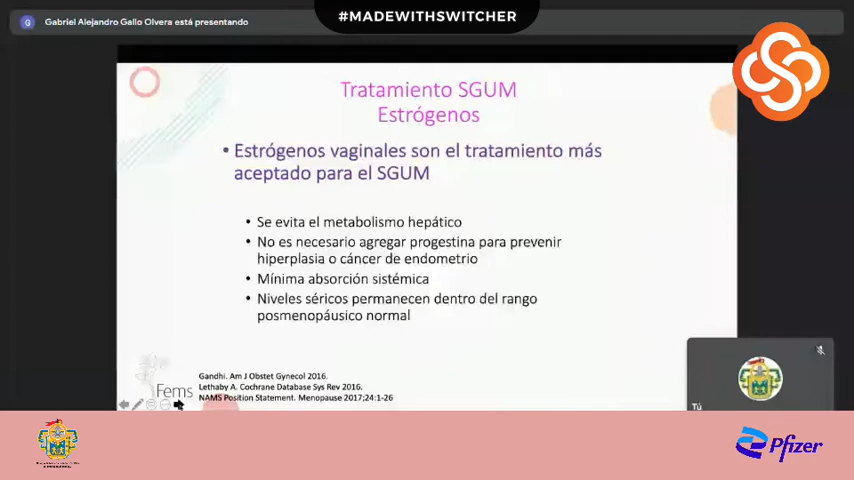 #MADEWITHSWITCHER
G
Gabriel Alejandro Gallo Olvera está presentando
Tratamiento SGUM
Estrógenos
• Estrógenos vaginales son el tratamiento más
aceptado para el SGUM
• Se evita el metabolismo hepático
• No es necesario agregar progestina para prevenir
hiperplasia o cáncer de endometrio
• Mínima absorción sistémica
• Niveles séricos permanecen dentro del rango
posmenopáusico normal
Gandhi. Am J Obstet Gynecol 2016.
Lethaby A. Cochrane Database Sys Rev 2016.
NAMS Position Statement. Menopause 2017;24:1-26
Fems
Tú
Pfizer